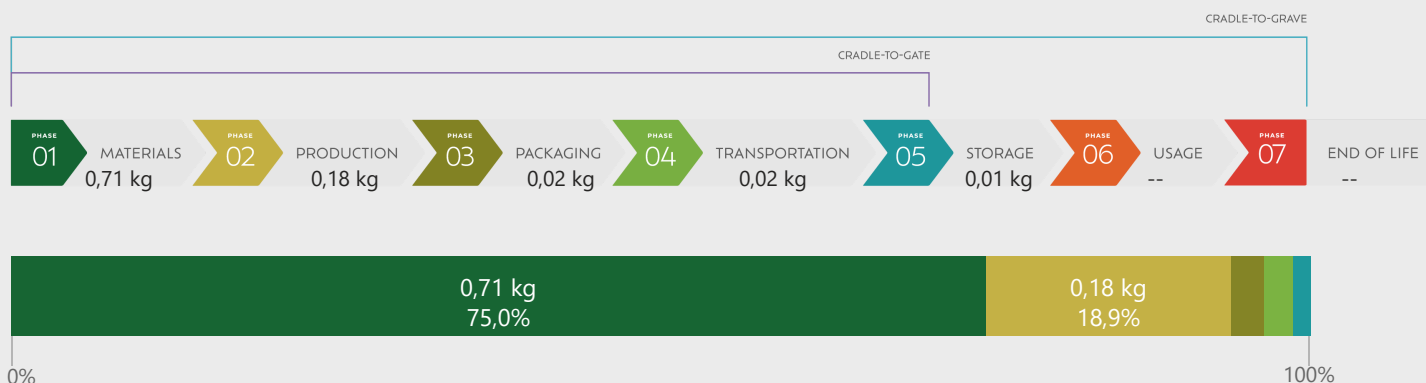 CRADLE-TO-GRAVE
CRADLE-TO-GATE
PHASE
01
MATERIALS
0,71 kg
PHASE
02
PRODUCTION
0,18 kg
PHASE
03
PACKAGING
0,02 kg
PHASE
04
TRANSPORTATION
0,02 kg
PHASE
05
STORAGE
0,01 kg
PHASE
06
USAGE
--
PHASE
07
END OF LIFE
--
0,71 kg
75,0%
0,18 kg
18,9%
0%
100%